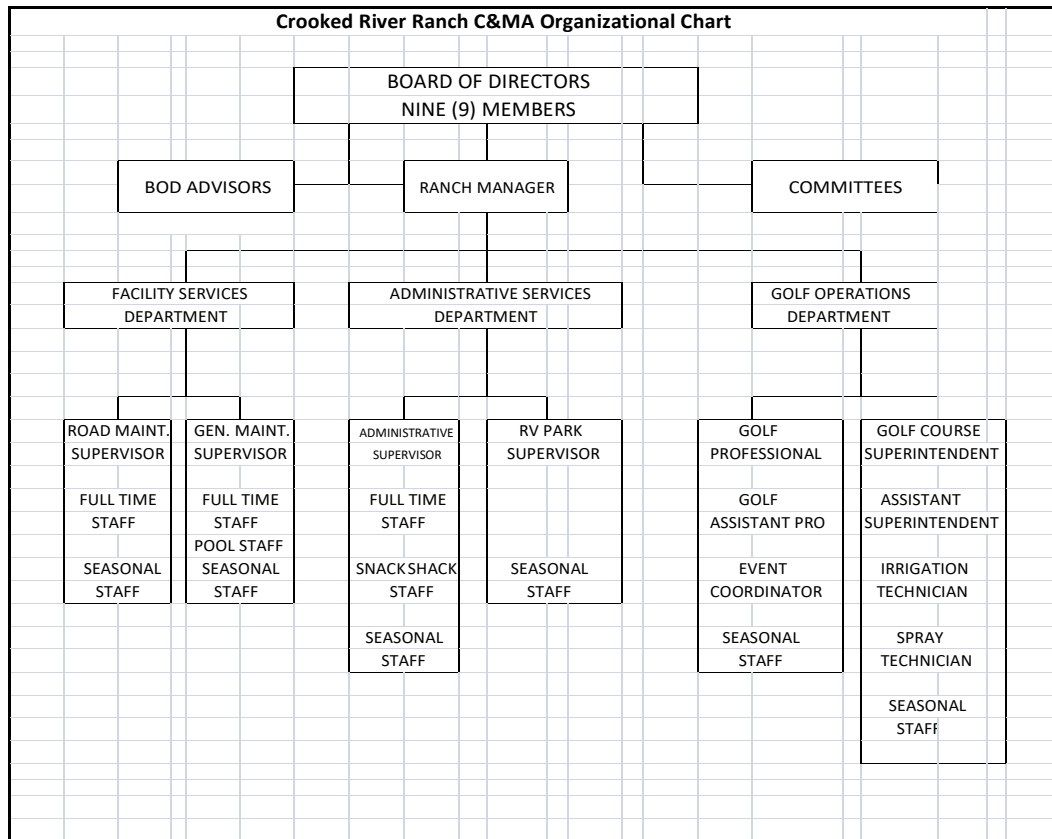 Crooked River Ranch C&MA Organizational Chart
BOARD OF DIRECTORS
NINE (9) MEMBERS
BOD ADVISORS
RANCH MANAGER
COMMITTEES
FACILITY SERVICES
DEPARTMENT
ADMINISTRATIVE SERVICES
DEPARTMENT
GOLF OPERATIONS
DEPARTMENT
ROAD MAINT.
SUPERVISOR
FULL TIME
STAFF
SEASONAL
STAFF
GEN. MAINT.
SUPERVISOR
FULL TIME
STAFF
POOL STAFF
SEASONAL
STAFF
ADMINISTRATIVE
SUPERVISOR
FULL TIME
STAFF
SNACK SHACK
STAFF
SEASONAL
STAFF
RV PARK
SUPERVISOR
SEASONAL
STAFF
GOLF
PROFESSIONAL
GOLF
ASSISTANT PRO
EVENT
COORDINATOR
SEASONAL
STAFF
GOLF COURSE
SUPERINTENDENT
ASSISTANT
SUPERINTENDENT
IRRIGATION
TECHNICIAN
SPRAY
TECHNICIAN
SEASONAL
STAFF